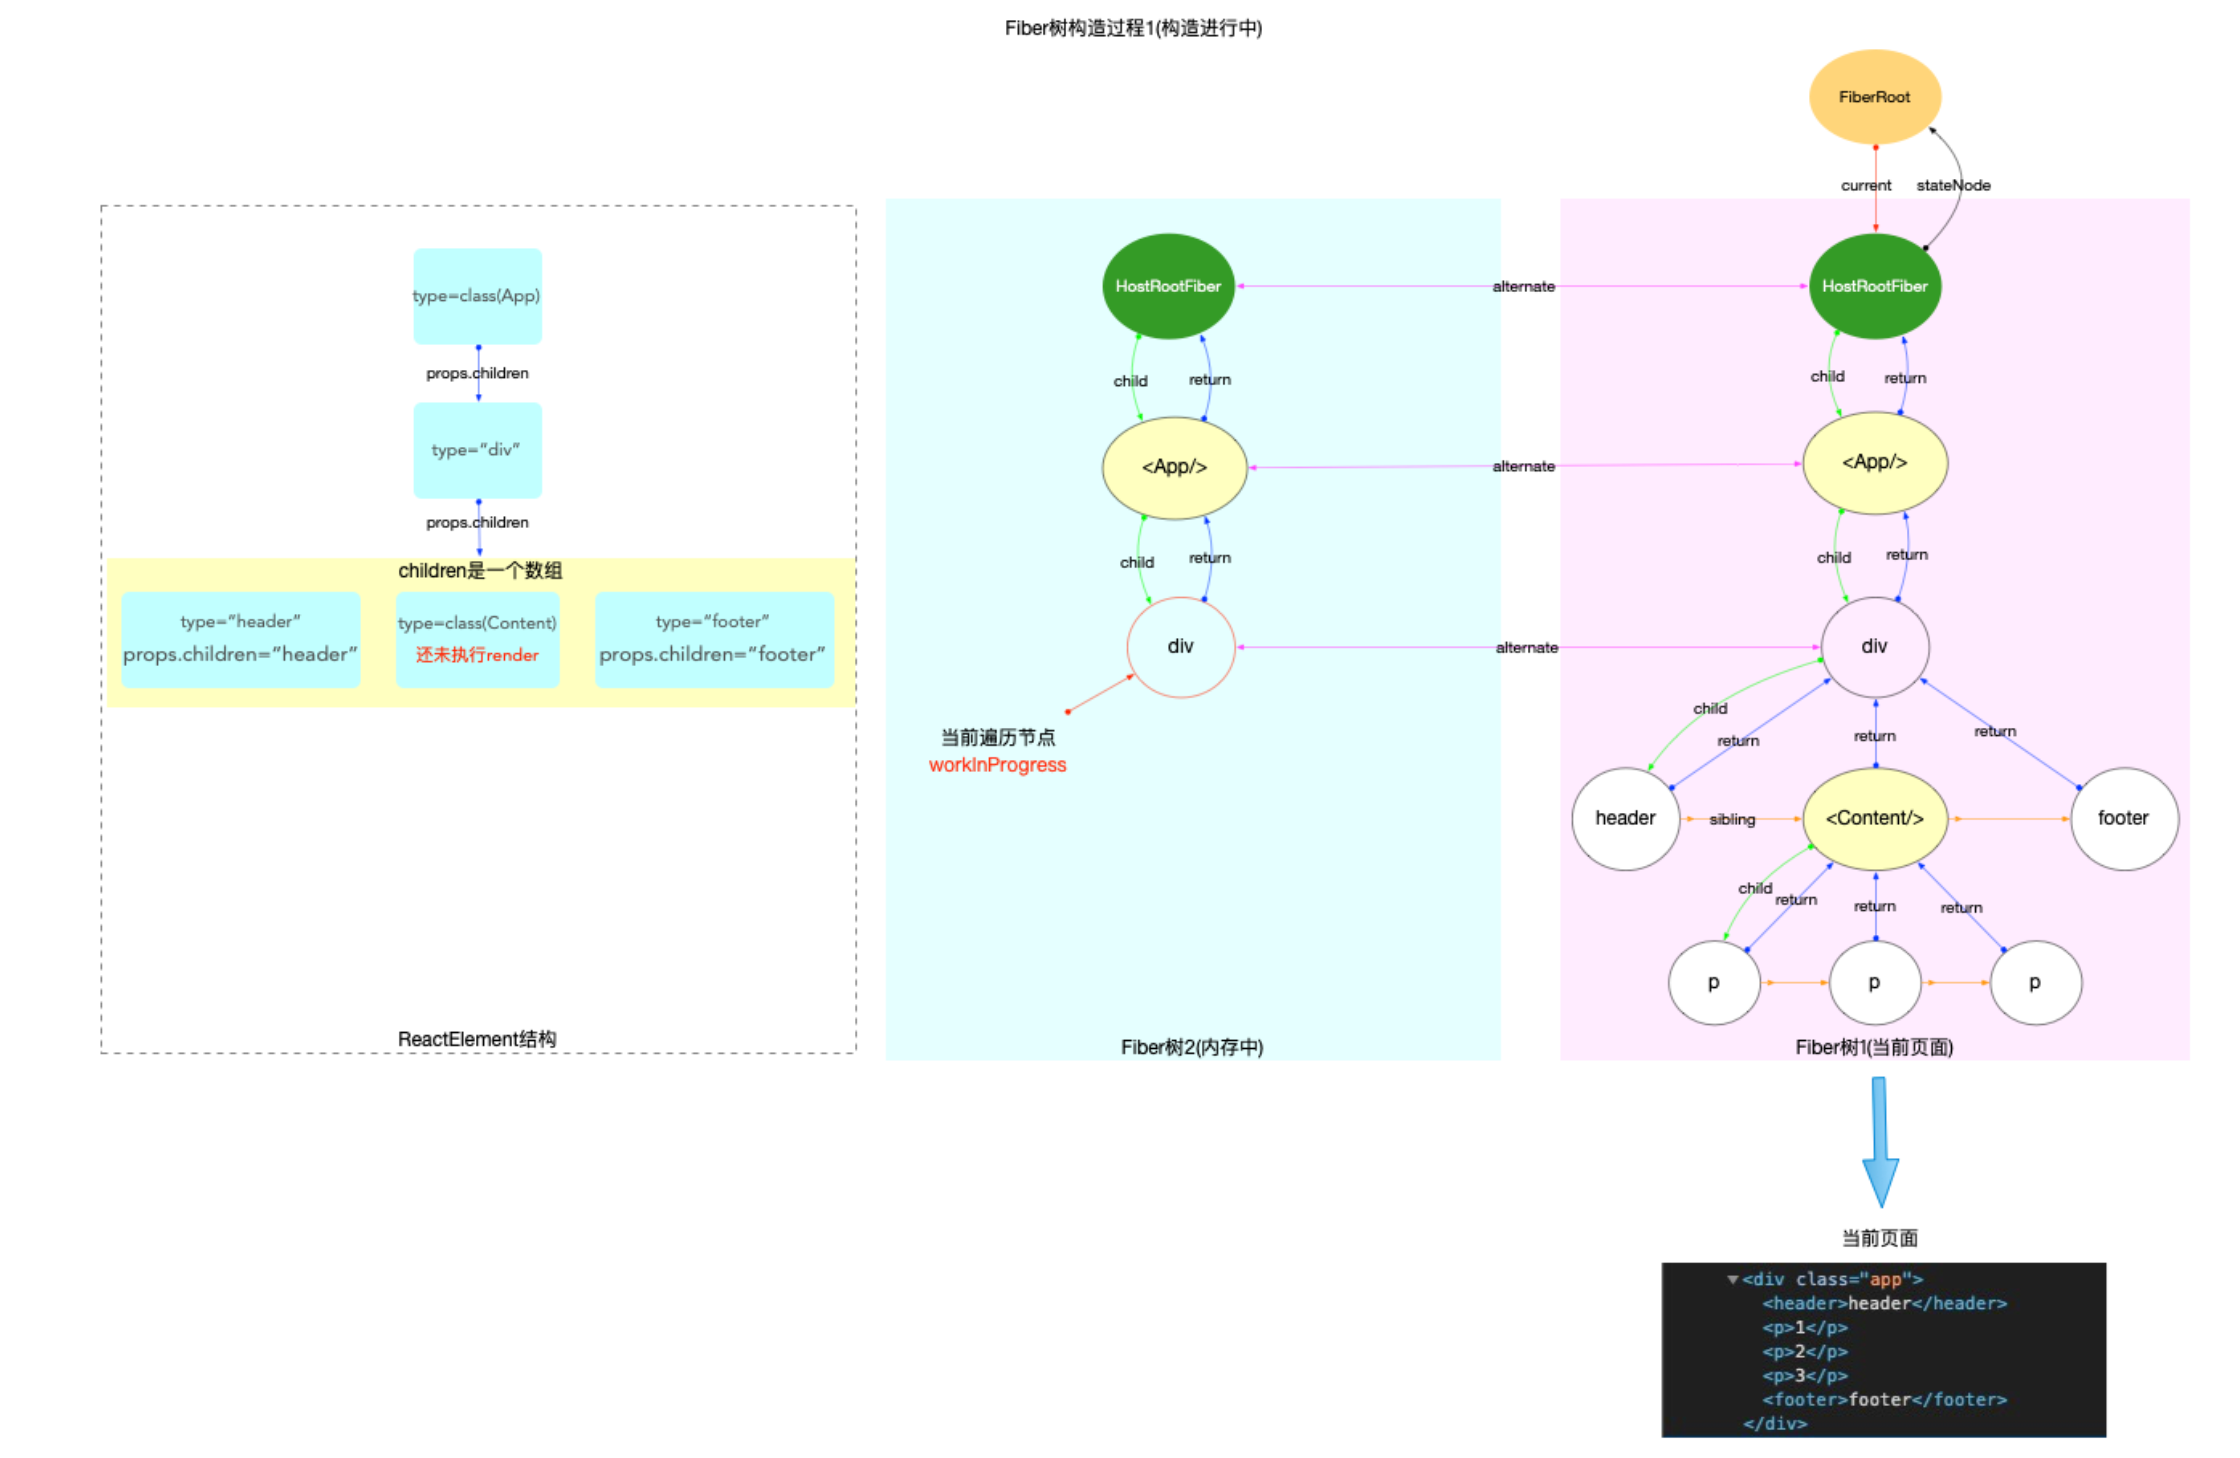 Fiber树构造过程1(构造进行中)
FiberRoot
current
stateNode
type=class(App)
props.children
type=“div”
props.children
children是一个数组
type=“header”
props.children=“header”
type=class(Content)
还未执行render
type=“footer”
props.children=“footer”
ReactElement结构
HostRootFiber
alternate
child
return
<App/>
alternate
child
return
div
alternate
当前遍历节点
workInProgress
Fiber树2(内存中)
HostRootFiber
child
return
<App/>
child
return
div
child
return
return
return
header
sibling
<Content/>
footer
child
return
return
return
p
p
p
Fiber树1(当前页面)
当前页面
<div class="app">
<header>header</header>
<p>1</p>
<p>2</p>
<p>3</p>
<footer>footer</footer>
</div>